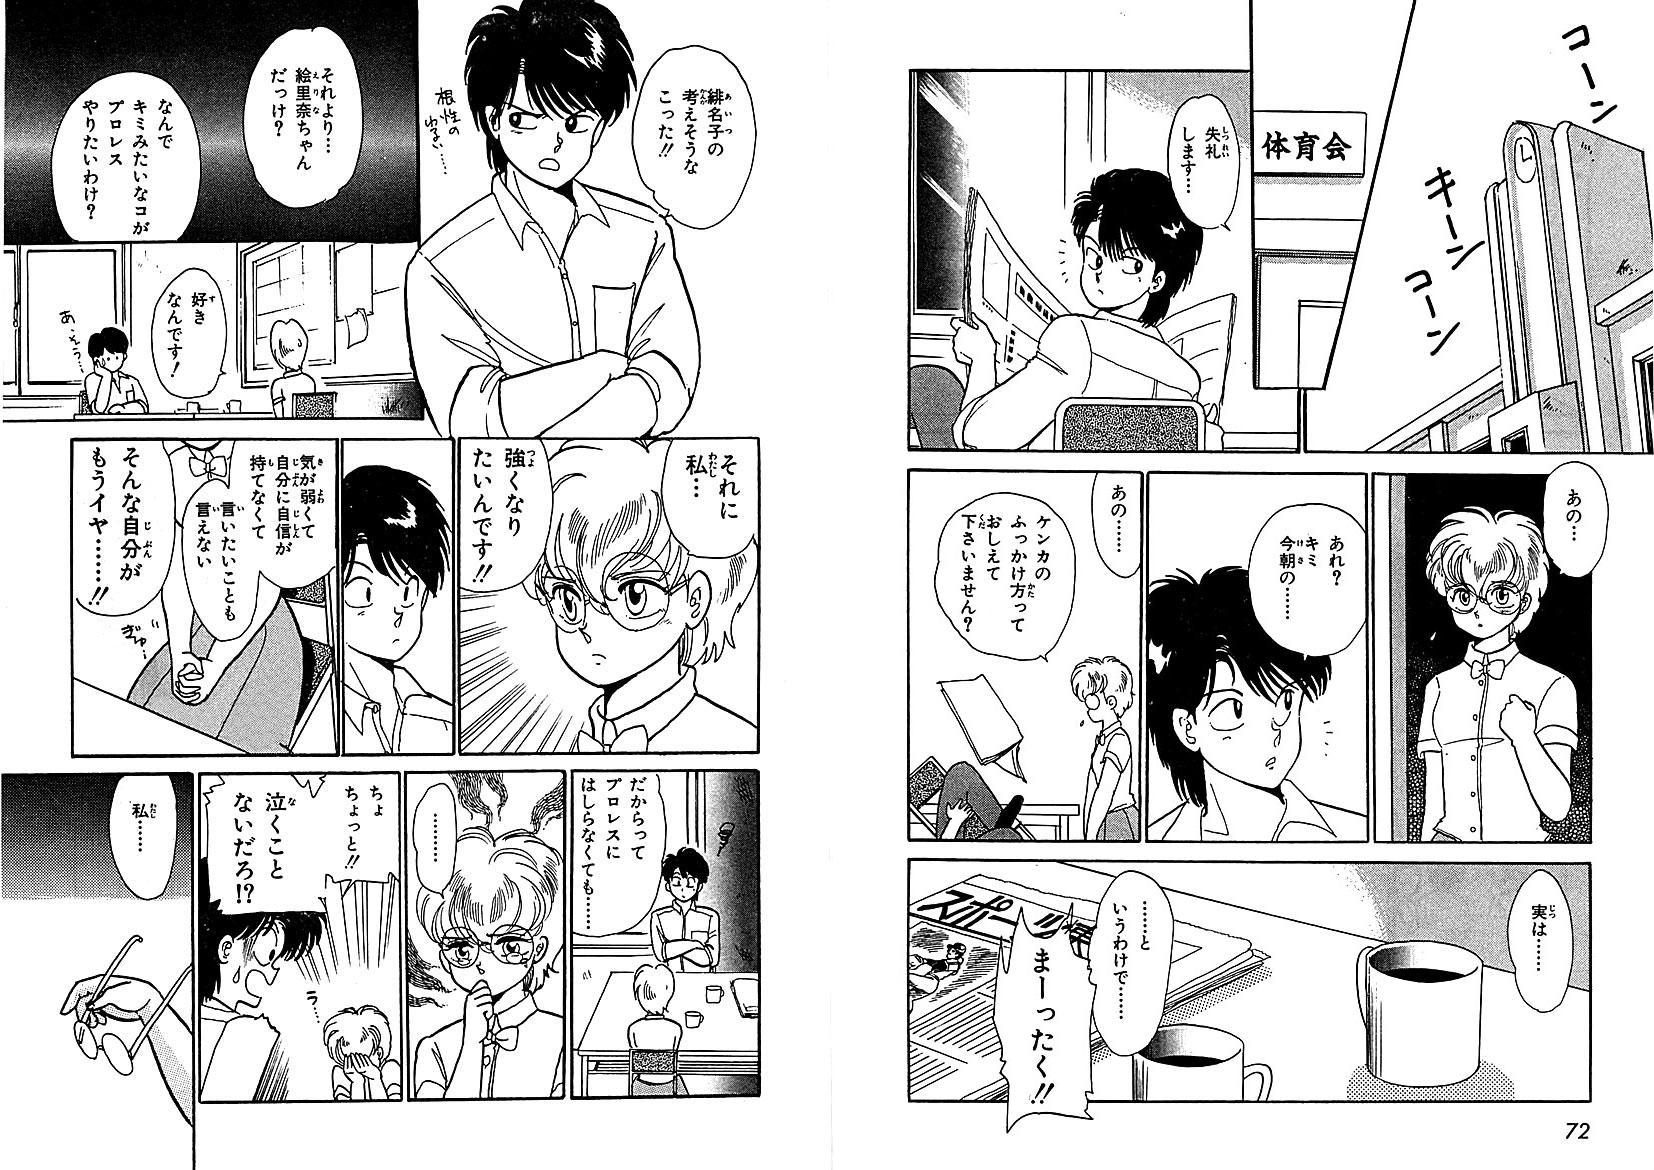 コーン
キーン
コーン
体育会
失礼
します…
あの…
あれ?
キミ
今朝の……
あの……
ケンカの
ふっかけ方って
おしえて
下さいません?
実は……
……と
いうわけで……
スポーツ
まーったく!!
緋名子の
考えそうな
こった!!
根性の
わるい……
それより…
絵里奈ちゃん
だっけ?
なんで
キミみたいなコが
プロレス
やりたいわけ?
好き
なんです!
あ、そう…
それに
私…
強くなり
たいんです!!
気が弱くて
自分に自信が
持てなくて
言いたいことも
言えない
そんな自分が
もうイヤ……!!
ぎゅ…
だからって
プロレスに
はしらなくても……
………
ちょ
ちょっと!!
泣くこと
ないだろ!?
う
私……
72